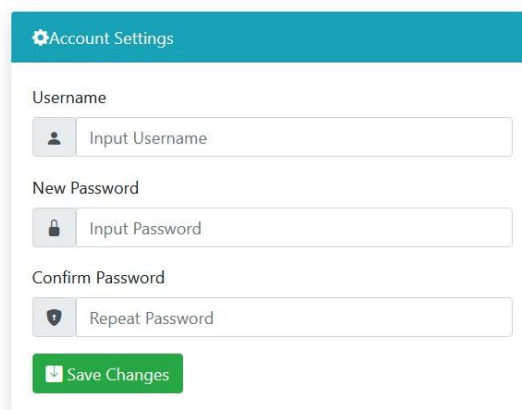 Account Settings
Username
Input Username
New Password
Input Password
Confirm Password
Repeat Password
Save Changes